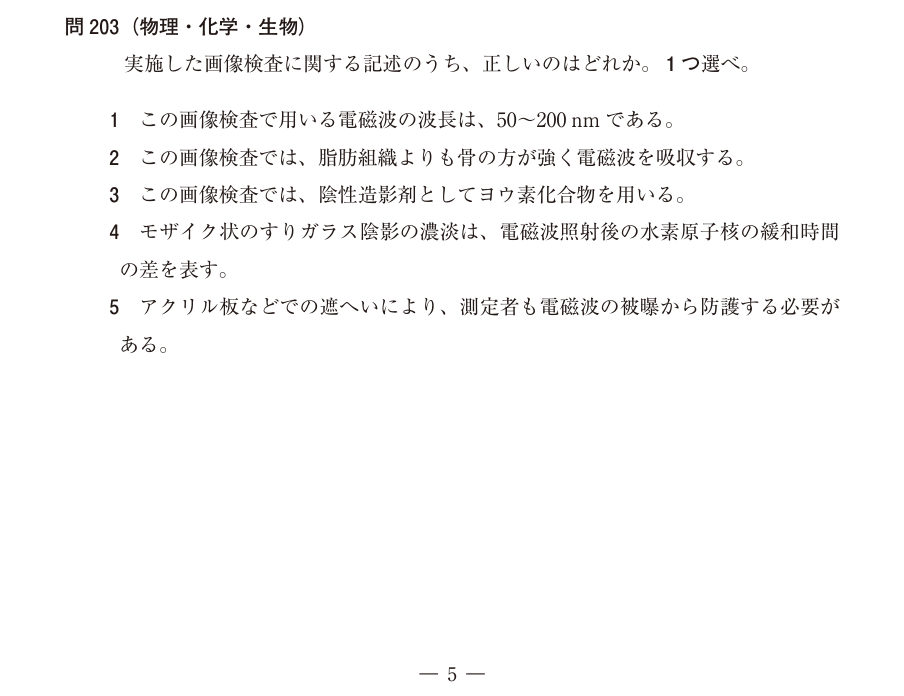 問 203（物理・化学・生物）
実施した画像検査に関する記述のうち、正しいのはどれか。1つ選べ。
1　この画像検査で用いる電磁波の波長は、50～200 nm である。
2　この画像検査では、脂肪組織よりも骨の方が強く電磁波を吸収する。
3　この画像検査では、陰性造影剤としてヨウ素化合物を用いる。
4　モザイク状のすりガラス陰影の濃淡は、電磁波照射後の水素原子核の緩和時間
の差を表す。
5　アクリル板などでの遮へいにより、測定者も電磁波の被曝から防護する必要が
ある。
― 5 ―